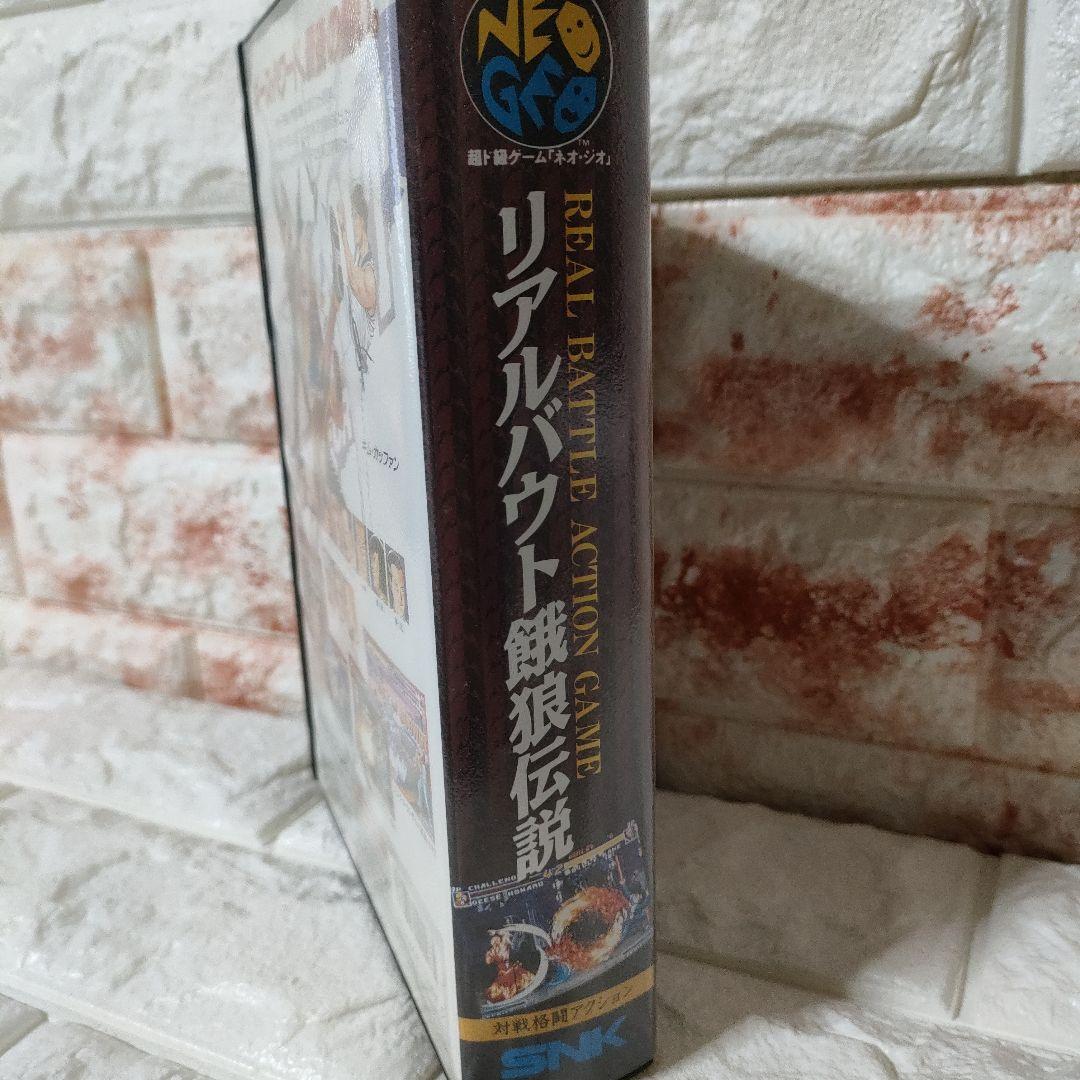 NEO
GEO
™
超ド級ゲーム「ネオ・ジオ」
リアルバウト餓狼伝説
REAL BATTLE ACTION GAME
対戦格闘アクション
SNK